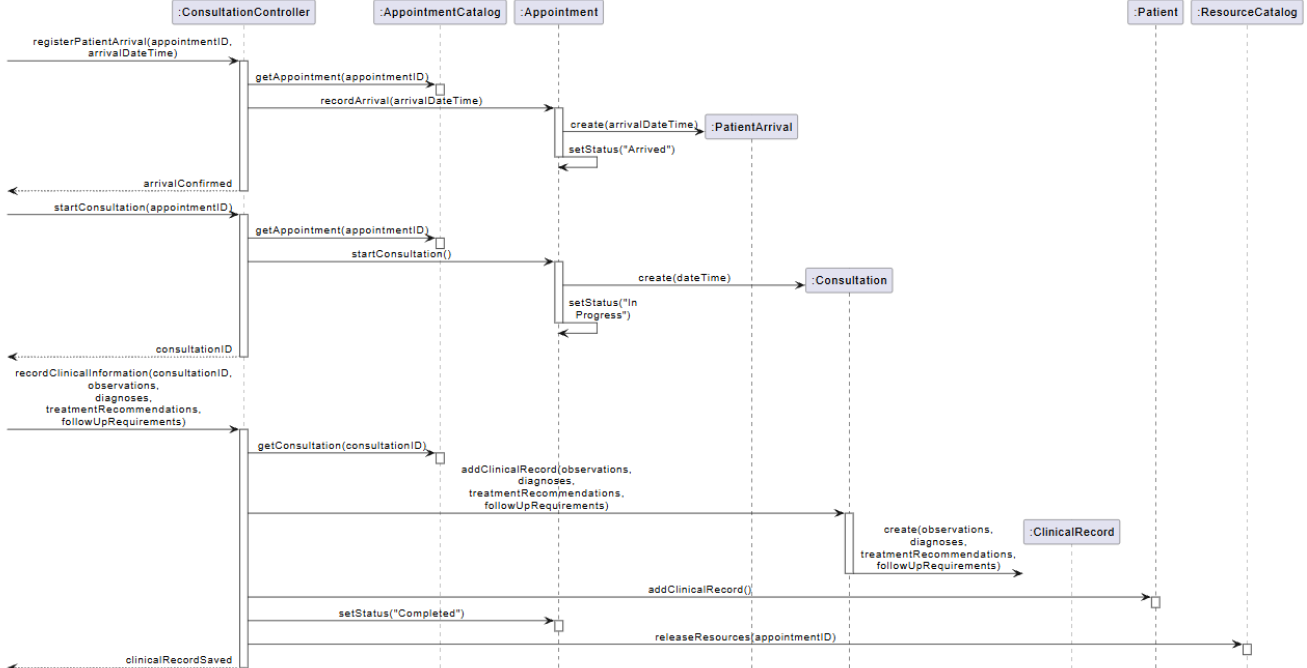 :ConsultationController
:AppointmentCatalog
:Appointment
:Patient
:ResourceCatalog
registerPatientArrival(appointmentID,
arrivalDateTime)
getAppointment(appointmentID)
recordArrival(arrivalDateTime)
create(arrivalDateTime)
:PatientArrival
setStatus("Arrived")
arrivalConfirmed
startConsultation(appointmentID)
getAppointment(appointmentID)
startConsultation()
create(dateTime)
:Consultation
setStatus("In
Progress")
consultationID
recordClinicalInformation(consultationID,
observations,
diagnoses,
treatmentRecommendations,
followUpRequirements)
getConsultation(consultationID)
addClinicalRecord(observations,
diagnoses,
treatmentRecommendations,
followUpRequirements)
create(observations,
diagnoses,
treatmentRecommendations,
followUpRequirements)
:ClinicalRecord
addClinicalRecord()
setStatus("Completed")
releaseResources(appointmentID)
clinicalRecordSaved